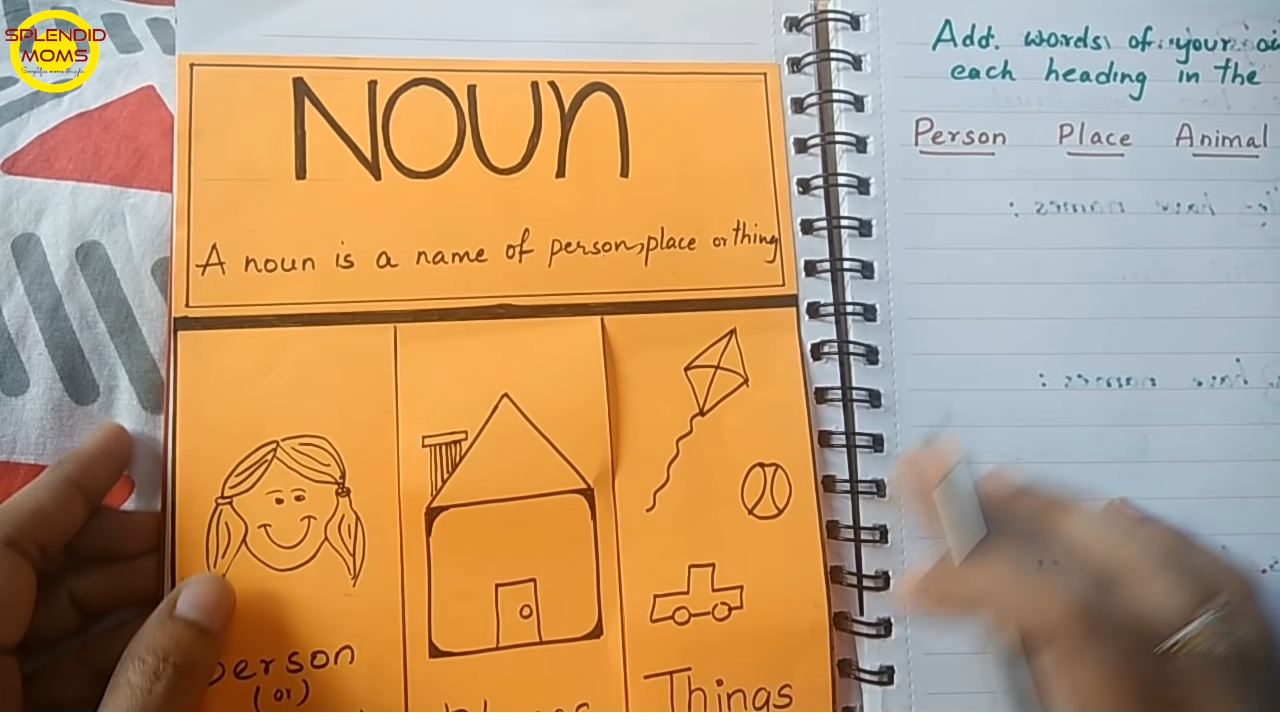 SPLENDID
MOMS
NOUN
A noun is a name of person, place or thing
person
(or)
Things
Add. words of your
each heading in the
Person Place Animal